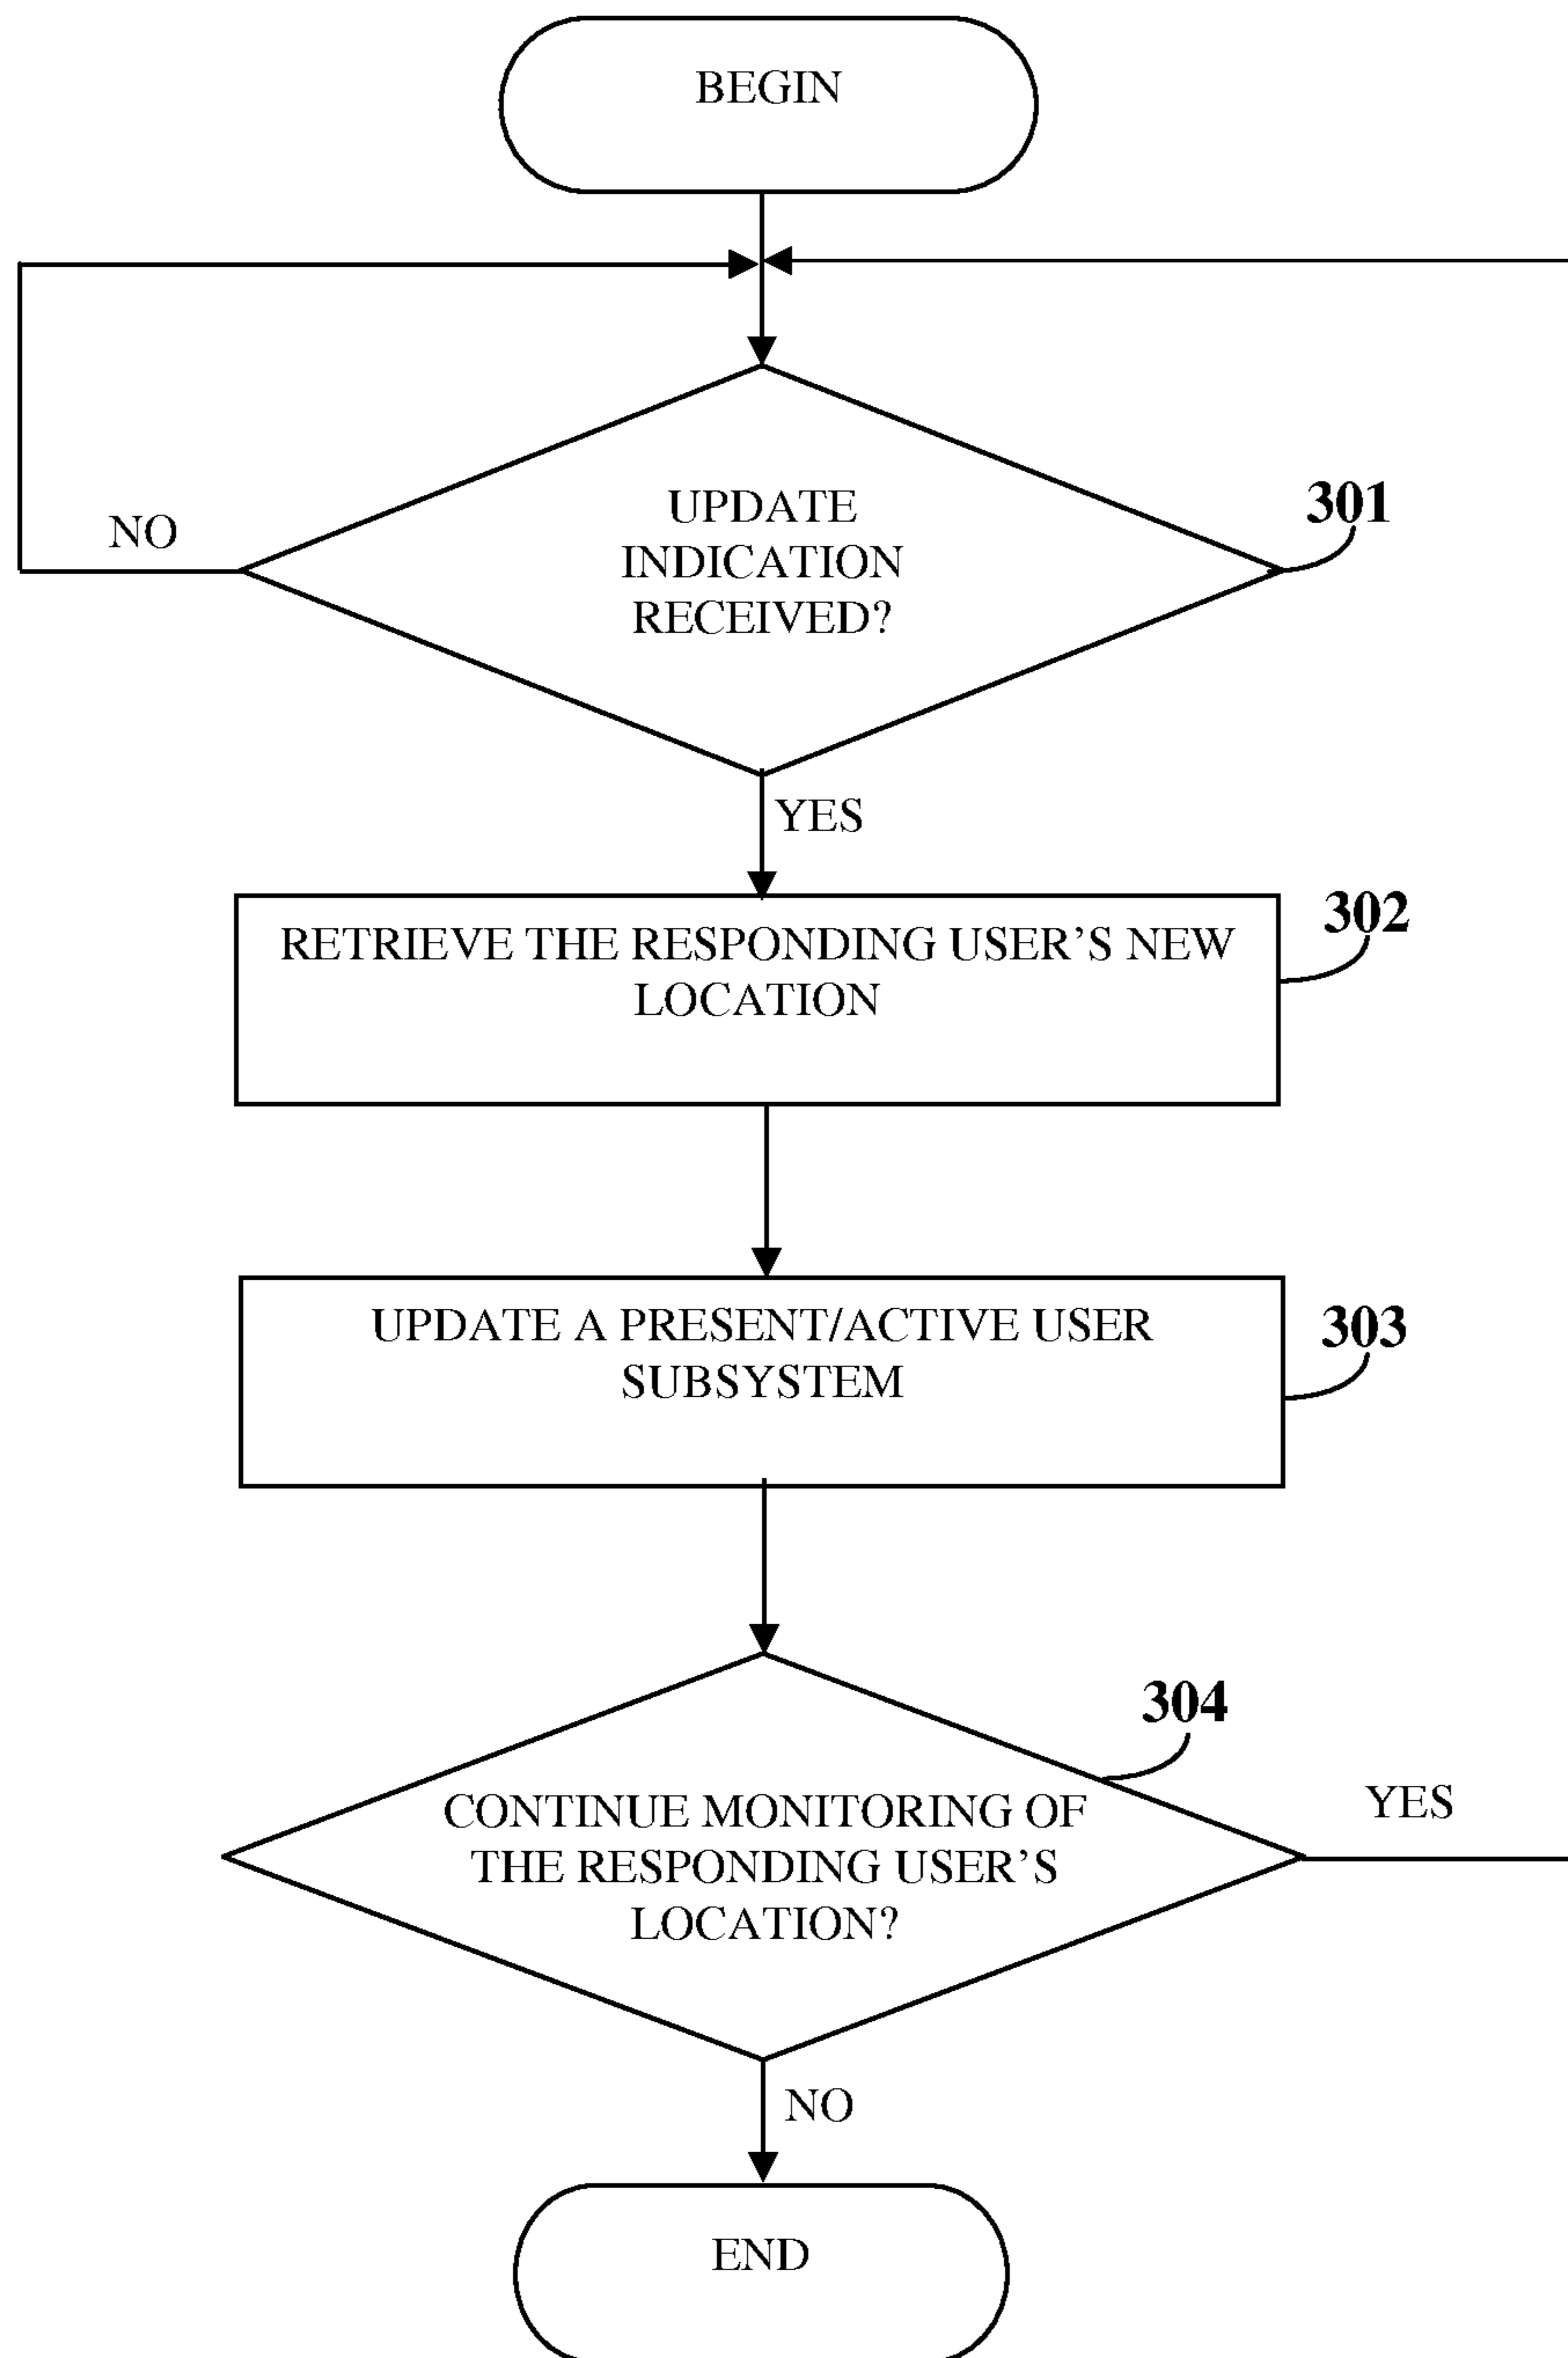 BEGIN
UPDATE
INDICATION
RECEIVED?
301
NO
YES
RETRIEVE THE RESPONDING USER’S NEW
LOCATION
302
UPDATE A PRESENT/ACTIVE USER
SUBSYSTEM
303
304
CONTINUE MONITORING OF
THE RESPONDING USER’S
LOCATION?
YES
NO
END